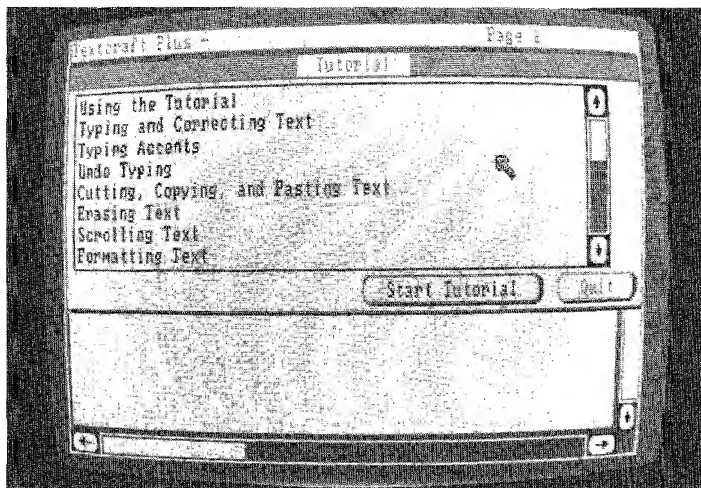 Textcraft Plus Page 1
Tutorial
Using the Tutorial
Typing and Correcting Text
Typing Accents
Undo Typing
Cutting, Copying, and Pasting Text
Erasing Text
Scrolling Text
Formatting Text
Start Tutorial Quit